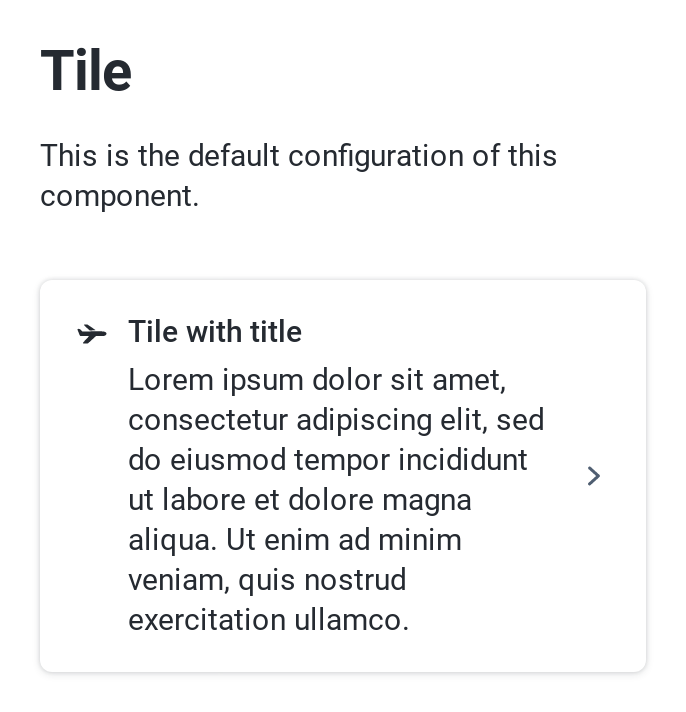 Tile
This is the default configuration of this
component.
Tile with title
Lorem ipsum dolor sit amet,
consectetur adipiscing elit, sed
do eiusmod tempor incididunt
ut labore et dolore magna
aliqua. Ut enim ad minim
veniam, quis nostrud
exercitation ullamco.